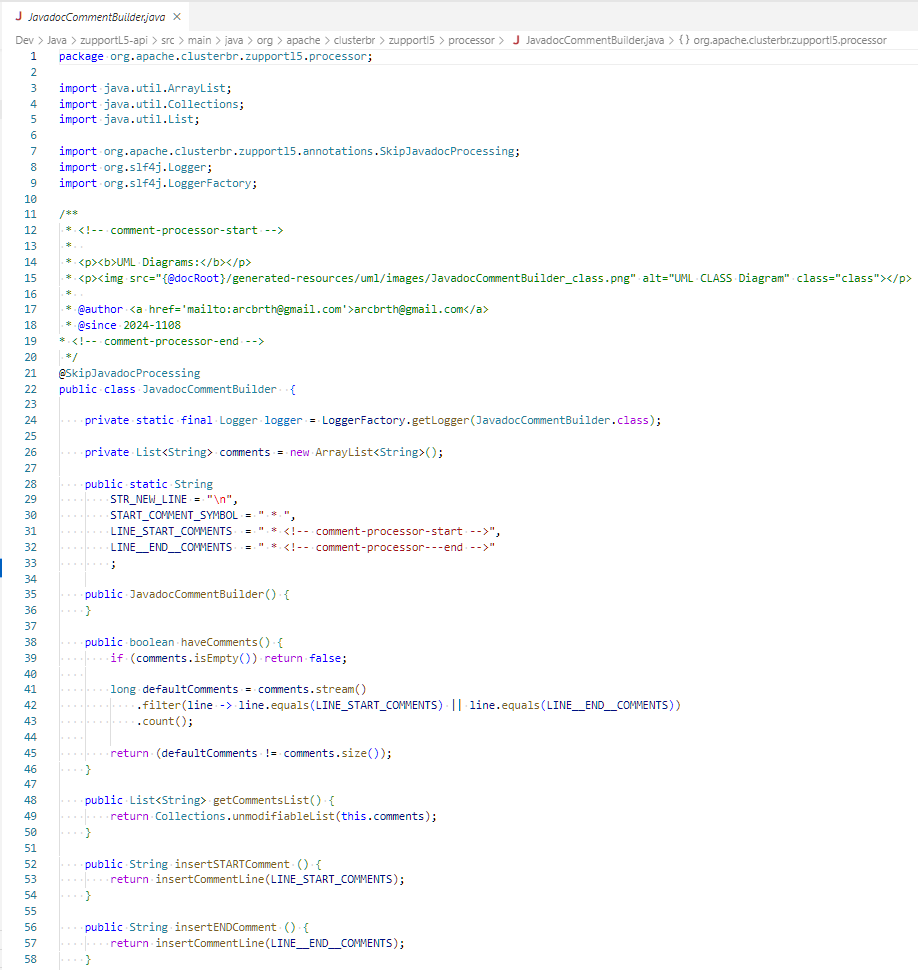 J JavadocCommentBuilder.java ×
Dev > Java > zupportL5-api > src > main > java > org > apache > clusterbr > zupportl5 > processor > J JavadocCommentBuilder.java > {} org.apache.clusterbr.zupportl5.processor
1 package org.apache.clusterbr.zupportl5.processor;
2
3 import java.util.ArrayList;
4 import java.util.Collections;
5 import java.util.List;
6
7 import org.apache.clusterbr.zupportl5.annotations.SkipJavadocProcessing;
8 import org.slf4j.Logger;
9 import org.slf4j.LoggerFactory;
10
11 /**
12  * <!-- comment-processor-start -->
13  *
14  * <p><b>UML Diagrams:</b></p>
15  * <p><img src="{@docRoot}/generated-resources/uml/images/JavadocCommentBuilder_class.png" alt="UML CLASS Diagram" class="class"></p>
16  *
17  * @author <a href='mailto:arcbrth@gmail.com'>arcbrth@gmail.com</a>
18  * @since 2024-1108
19 * <!-- comment-processor-end -->
20  */
21 @SkipJavadocProcessing
22 public class JavadocCommentBuilder  {
23
24     private static final Logger logger = LoggerFactory.getLogger(JavadocCommentBuilder.class);
25
26     private List<String> comments = new ArrayList<String>();
27
28     public static String
29         STR_NEW_LINE = "\n",
30         START_COMMENT_SYMBOL = " * ",
31         LINE_START_COMMENTS  = " * <!-- comment-processor-start -->",
32         LINE__END__COMMENTS  = " * <!-- comment-processor---end -->"
33         ;
34
35     public JavadocCommentBuilder() {
36     }
37
38     public boolean haveComments() {
39         if (comments.isEmpty()) return false;
40
41         long defaultComments = comments.stream()
42             .filter(line -> line.equals(LINE_START_COMMENTS) || line.equals(LINE__END__COMMENTS))
43             .count();
44
45         return (defaultComments != comments.size());
46     }
47
48     public List<String> getCommentsList() {
49         return Collections.unmodifiableList(this.comments);
50     }
51
52     public String insertSTARTComment () {
53         return insertCommentLine(LINE_START_COMMENTS);
54     }
55
56     public String insertENDComment () {
57         return insertCommentLine(LINE__END__COMMENTS);
58     }